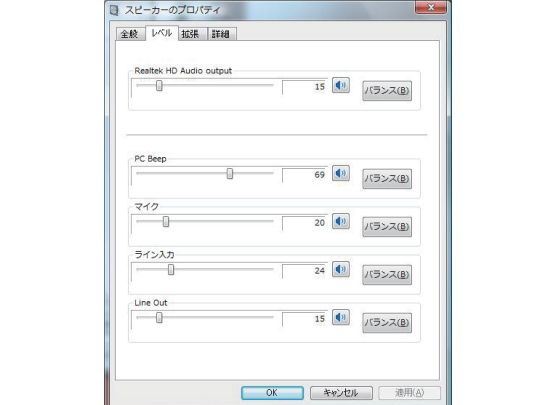 スピーカーのプロパティ
全般 レベル 拡張 詳細
Realtek HD Audio output
15 バランス(B)
PC Beep
69 バランス(B)
マイク
20 バランス(B)
ライン入力
24 バランス(B)
Line Out
15 バランス(B)
OK キャンセル 適用(A)